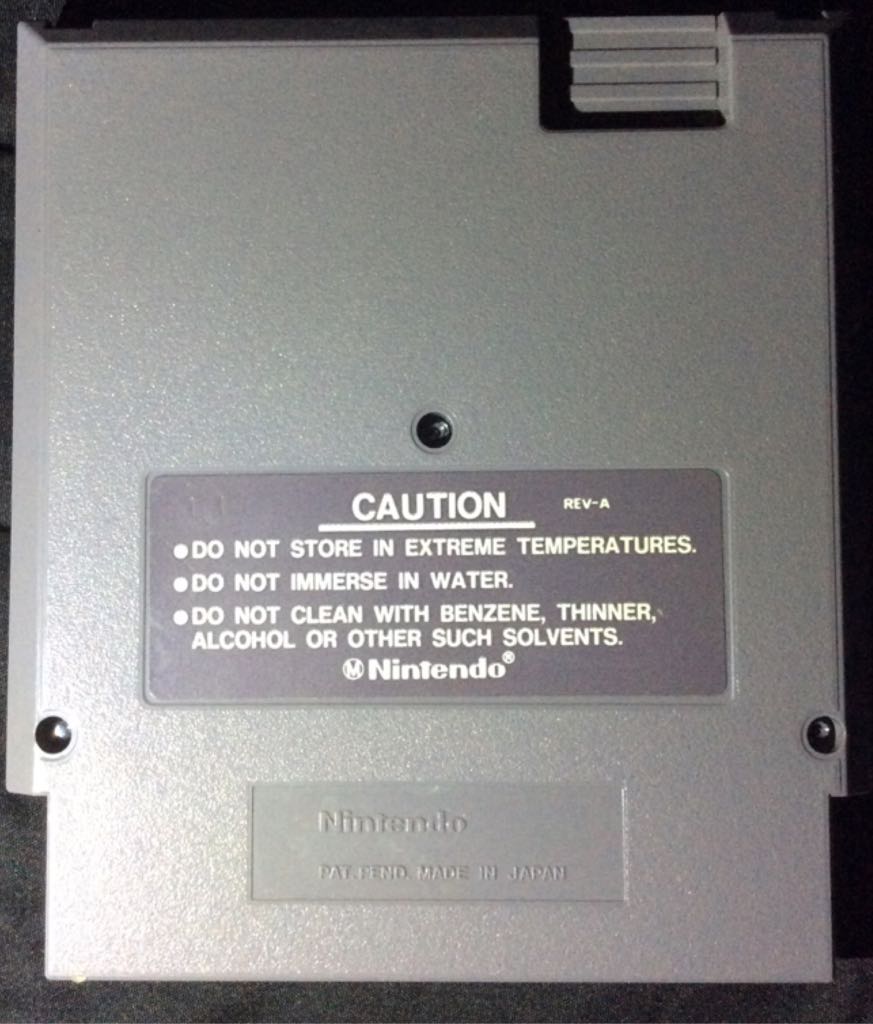 CAUTION REV-A
●DO NOT STORE IN EXTREME TEMPERATURES.
●DO NOT IMMERSE IN WATER.
●DO NOT CLEAN WITH BENZENE, THINNER,
ALCOHOL OR OTHER SUCH SOLVENTS.
Ⓜ Nintendo®
Nintendo
PAT. PEND. MADE IN JAPAN